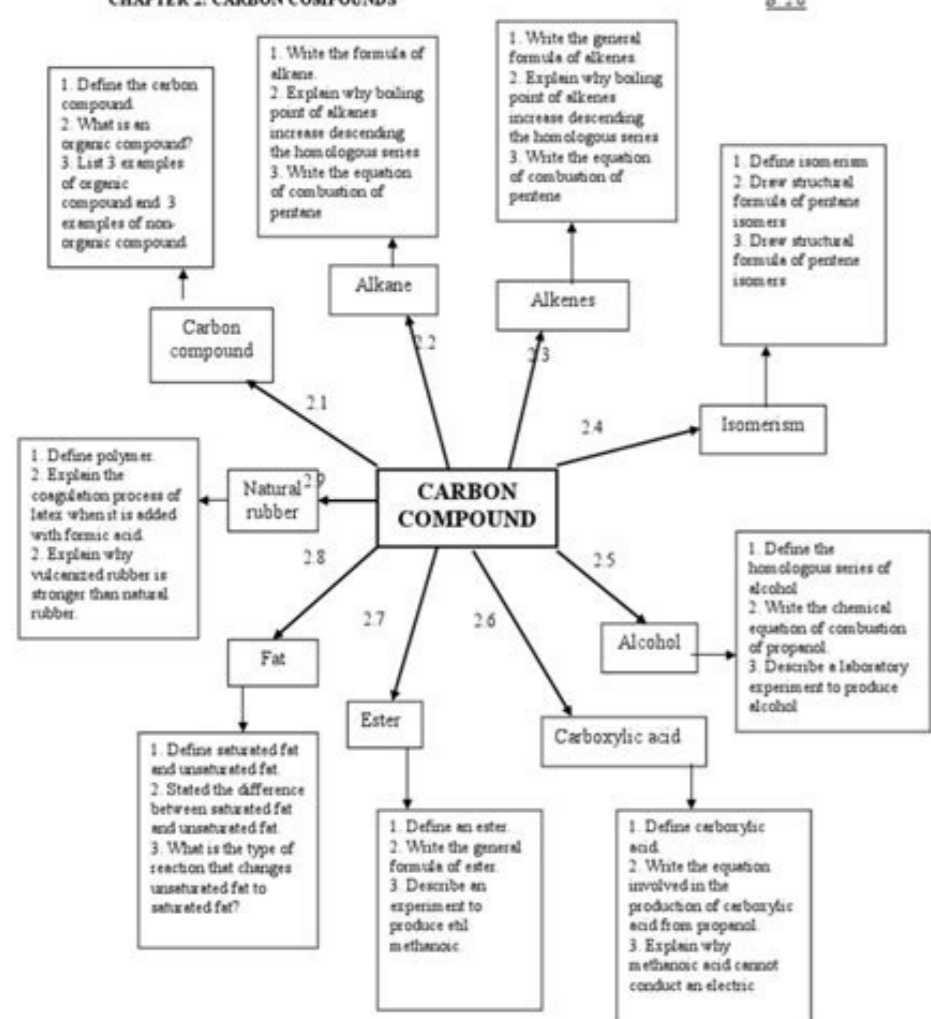 CHAPTER 2: CARBON COMPOUNDS
1. Define the carbon
compound.
2. What is an
organic compound?
3. List 3 examples
of organic
compound and 3
examples of non-
organic compound
1. Write the formula of
alkane.
2. Explain why boiling
point of alkanes
increase descending
the homologous series
3. Write the equation
of combustion of
pentane
1. Write the general
formula of alkenes.
2. Explain why boiling
point of alkenes
increase descending
the homologous series
3. Write the equation
of combustion of
pentene
1. Define isomerism
2. Draw structural
formula of pentane
isomers
3. Draw structural
formula of pentene
isomers
Carbon
compound
Alkane
Alkenes
Isomerism
2.1
2.2
2.3
2.4
CARBON
COMPOUND
2.9
Natural
rubber
1. Define polymer.
2. Explain the
coagulation process of
latex when it is added
with formic acid.
2. Explain why
vulcanized rubber is
stronger than natural
rubber.
2.8
2.7
2.6
2.5
Fat
Ester
Carboxylic acid
Alcohol
1. Define the
homologous series of
alcohol
2. Write the chemical
equation of combustion
of propanol.
3. Describe a laboratory
experiment to produce
alcohol
1. Define saturated fat
and unsaturated fat.
2. Stated the difference
between saturated fat
and unsaturated fat.
3. What is the type of
reaction that changes
unsaturated fat to
saturated fat?
1. Define an ester.
2. Write the general
formula of ester.
3. Describe an
experiment to
produce etil
methanoic
1. Define carboxylic
acid.
2. Write the equation
involved in the
production of carboxylic
acid from propanol.
3. Explain why
methanoic acid cannot
conduct an electric